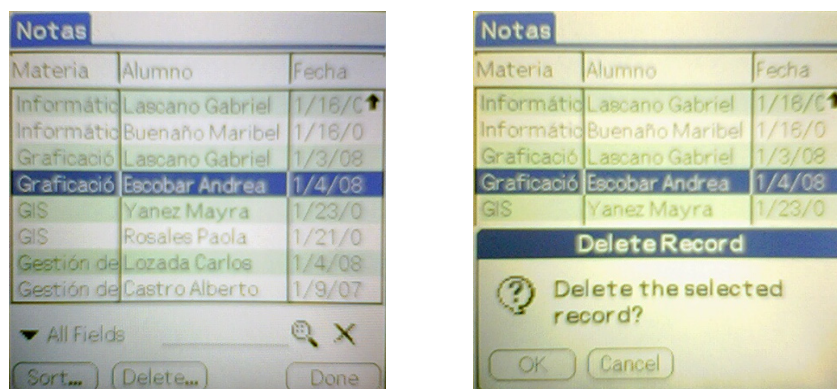 Notas
Materia Alumno Fecha
Informátic Lascano Gabriel 1/16/0
Informátic Buenaño Maribel 1/16/0
Graficació Lascano Gabriel 1/3/08
Graficació Escobar Andrea 1/4/08
GIS Yanez Mayra 1/23/0
GIS Rosales Paola 1/21/0
Gestión de Lozada Carlos 1/4/08
Gestión de Castro Alberto 1/9/07
All Fields
Sort... Delete... Done
Notas
Materia Alumno Fecha
Informátic Lascano Gabriel 1/16/0
Informátic Buenaño Maribel 1/16/0
Graficació Lascano Gabriel 1/3/08
Graficació Escobar Andrea 1/4/08
GIS Yanez Mayra 1/23/0
Delete Record
Delete the selected
record?
OK Cancel